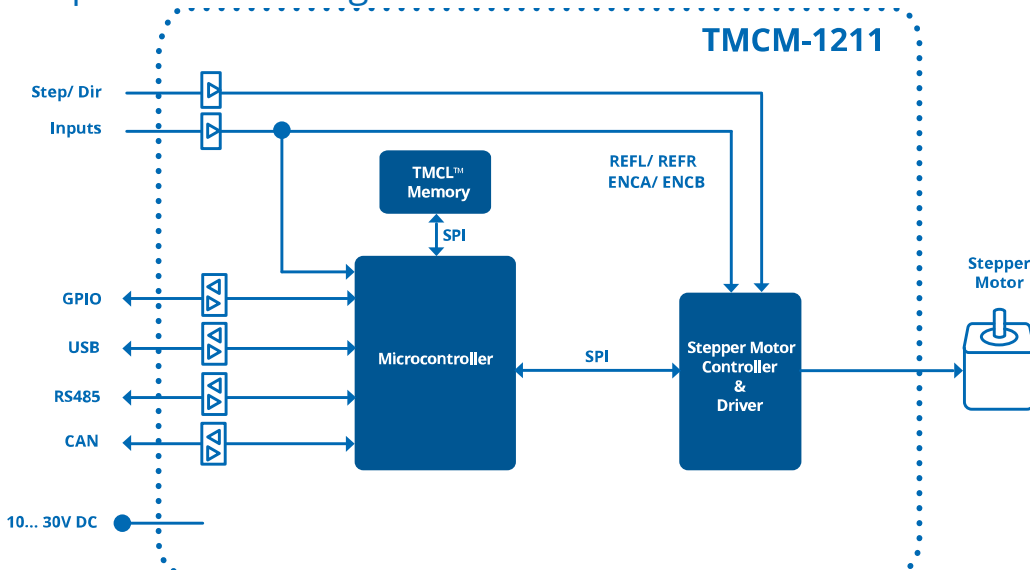 TMCM-1211
Step/ Dir
Inputs
REFL/ REFR
ENCA/ ENCB
TMCL™
Memory
SPI
Stepper
Motor
GPIO
USB
Microcontroller
SPI
Stepper Motor
Controller
&
Driver
RS485
CAN
10... 30V DC